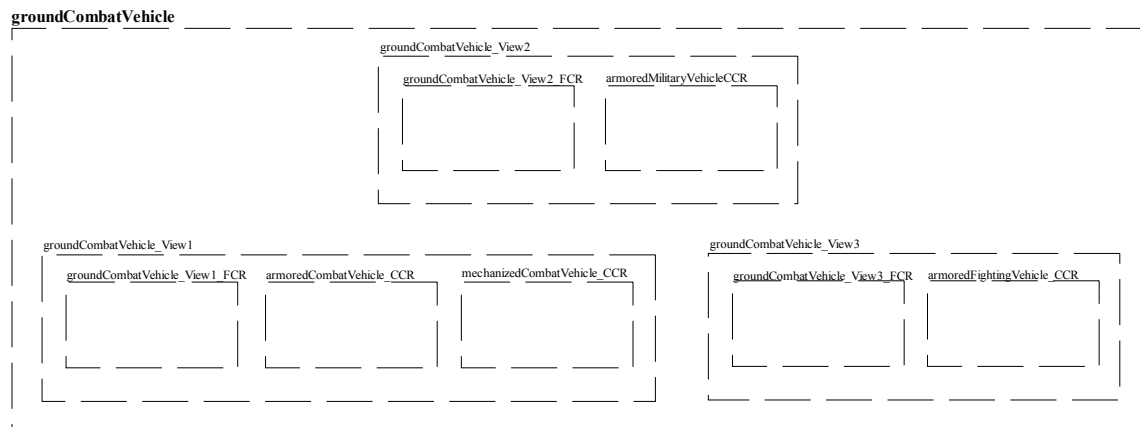 groundCombatVehicle
groundCombatVehicle_View2
groundCombatVehicle_View2_FCR
armoredMilitaryVehicleCCR
groundCombatVehicle_View1
groundCombatVehicle_View1_FCR
armoredCombatVehicle_CCR
mechanizedCombatVehicle_CCR
groundCombatVehicle_View3
groundCombatVehicle_View3_FCR
armoredFightingVehicle_CCR